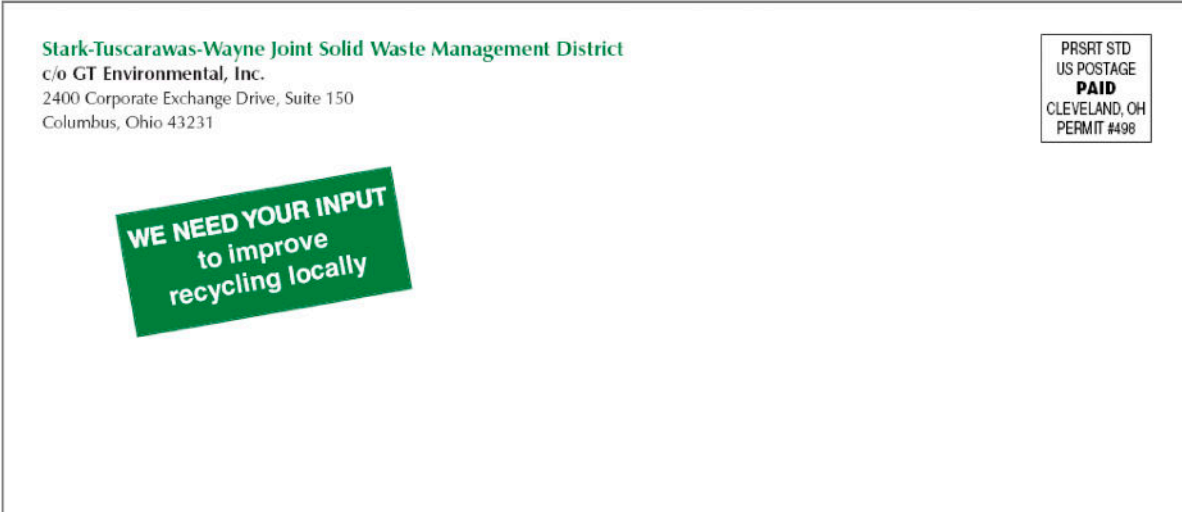 Stark-Tuscarawas-Wayne Joint Solid Waste Management District
c/o GT Environmental, Inc.
2400 Corporate Exchange Drive, Suite 150
Columbus, Ohio 43231
PRSRT STD
US POSTAGE
PAID
CLEVELAND, OH
PERMIT #498
WE NEED YOUR INPUT
to improve
recycling locally